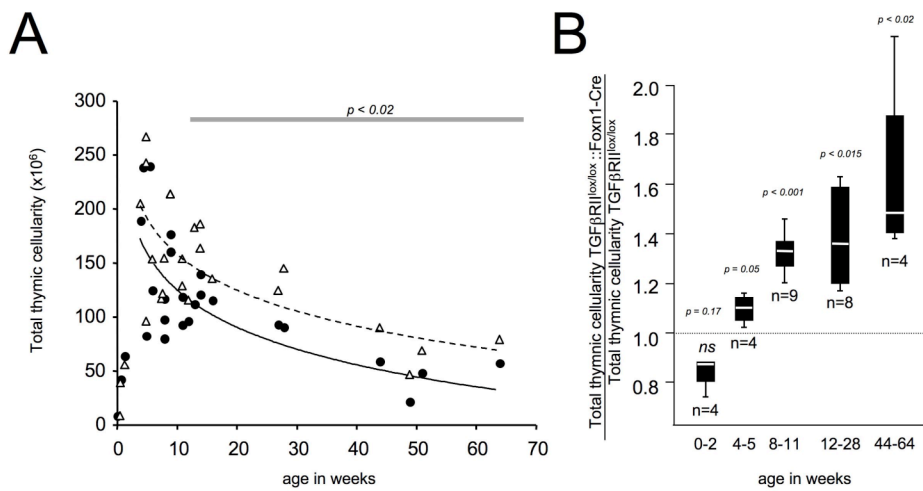 A
B
p < 0.02
Total thymic cellularity (x10⁶)
300
250
200
150
100
50
0
0 10 20 30 40 50 60 70
age in weeks
Total thymnic cellularity TGFβRII^lox/lox::Foxn1-Cre
Total thymnic cellularity TGFβRII^lox/lox
2.0
1.8
1.6
1.4
1.2
1.0
0.8
p = 0.17
ns
n=4
p = 0.05
n=4
p < 0.001
n=9
p < 0.015
n=8
p < 0.02
n=4
0-2 4-5 8-11 12-28 44-64
age in weeks